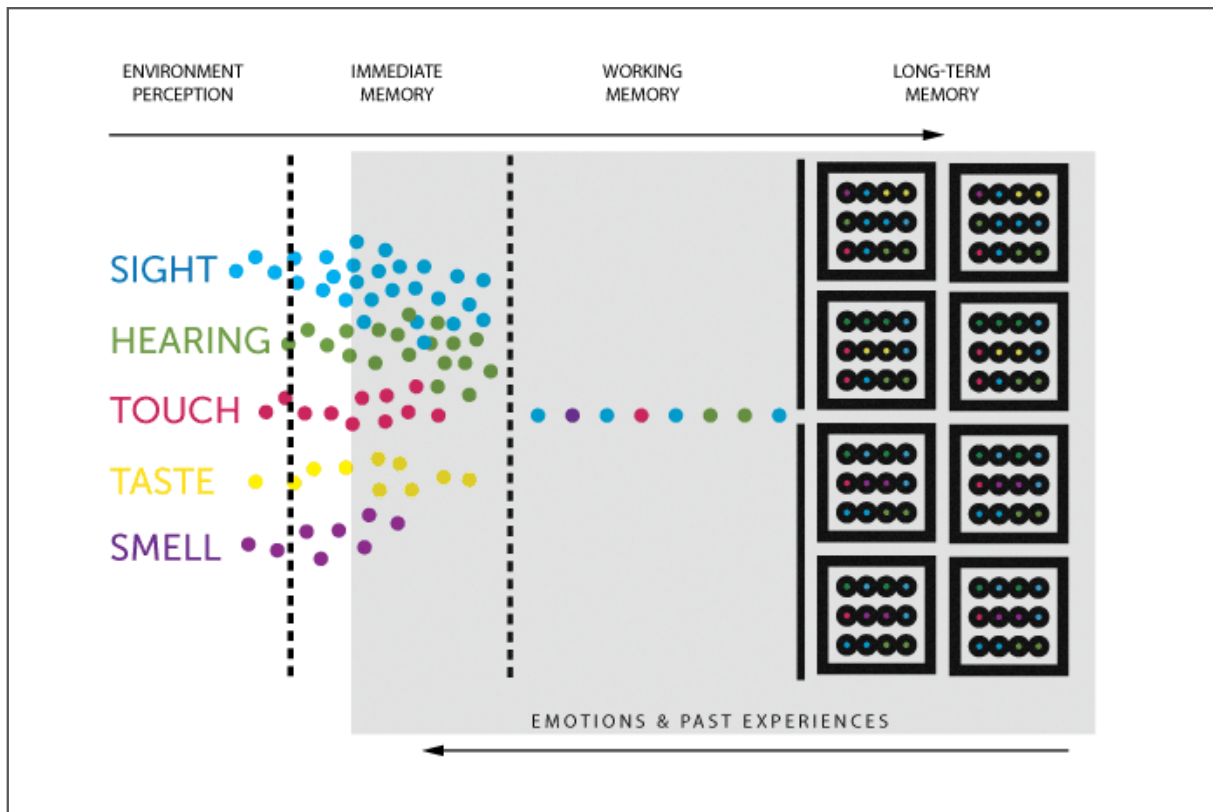 ENVIRONMENT
PERCEPTION
IMMEDIATE
MEMORY
WORKING
MEMORY
LONG-TERM
MEMORY
SIGHT
HEARING
TOUCH
TASTE
SMELL
EMOTIONS & PAST EXPERIENCES